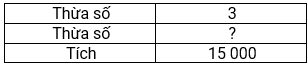 Thừa số 3
Thừa số ?
Tích 15 000